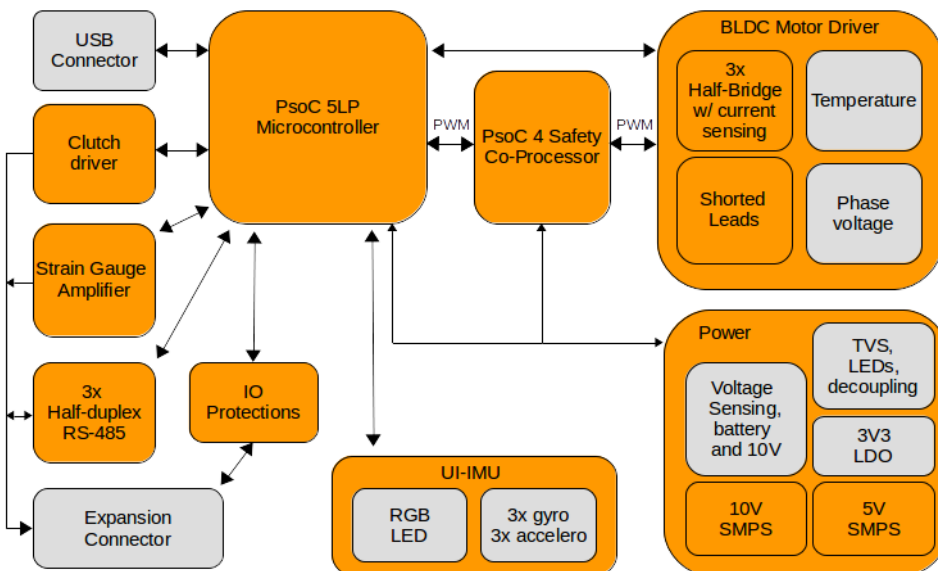 USB
Connector
PsoC 5LP
Microcontroller
BLDC Motor Driver
3x
Half-Bridge
w/ current
sensing
Temperature
Clutch
driver
PWM
PsoC 4 Safety
Co-Processor
PWM
Shorted
Leads
Phase
voltage
Strain Gauge
Amplifier
Power
TVS,
LEDs,
decoupling
Voltage
Sensing,
battery
and 10V
3x
Half-duplex
RS-485
IO
Protections
3V3
LDO
UI-IMU
RGB
LED
3x gyro
3x accelero
10V
SMPS
5V
SMPS
Expansion
Connector